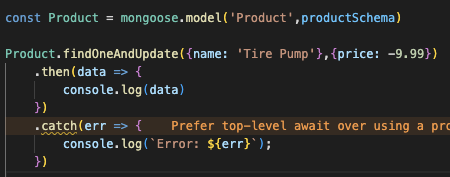 const Product = mongoose.model('Product',productSchema)
Product.findOneAndUpdate({name: 'Tire Pump'},{price: -9.99})
.then(data => {
console.log(data)
})
.catch(err => { Prefer top-level await over using a pro
console.log(`Error: ${err}`);
})